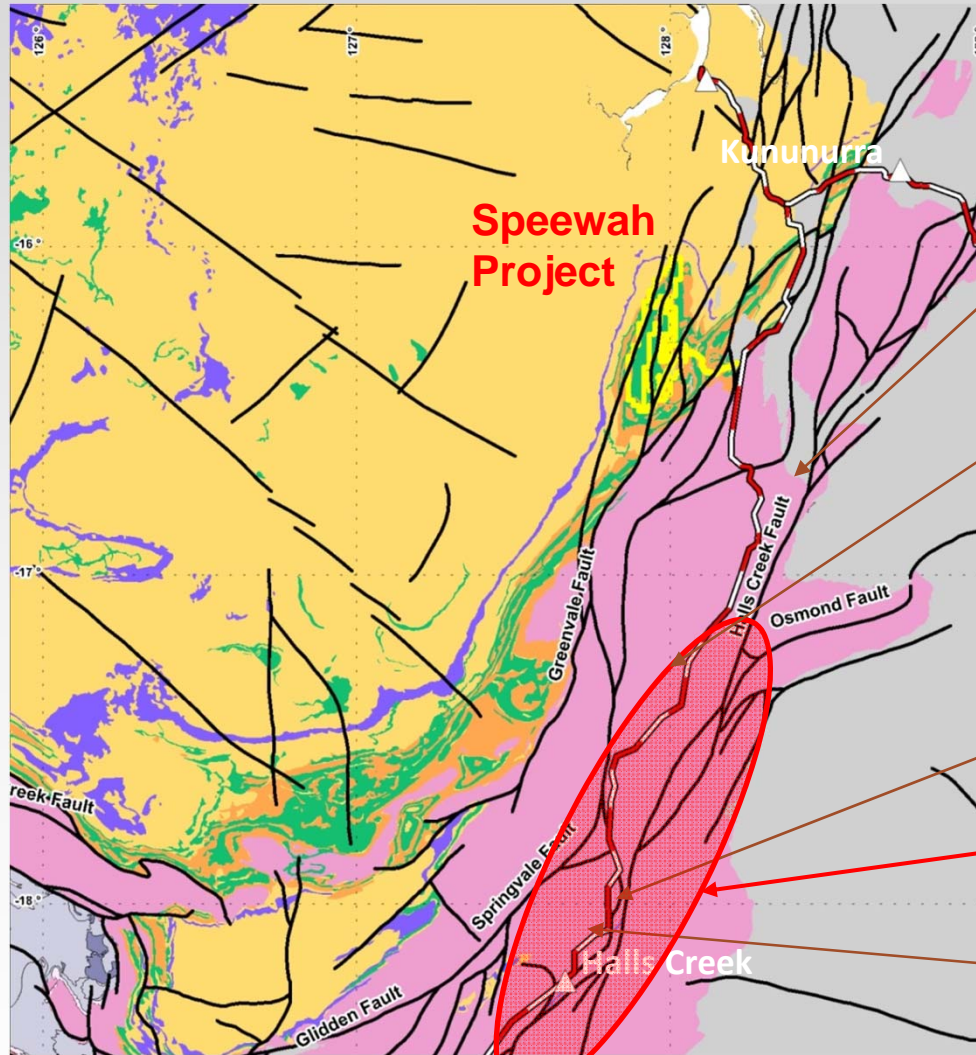 126°
127°
128°
Kununurra
Speewah
Project
-16°
-17°
Halls Creek Fault
Osmond Fault
Greenvale Fault
reek Fault
Springvale Fault
-18°
Halls Creek
Glidden Fault